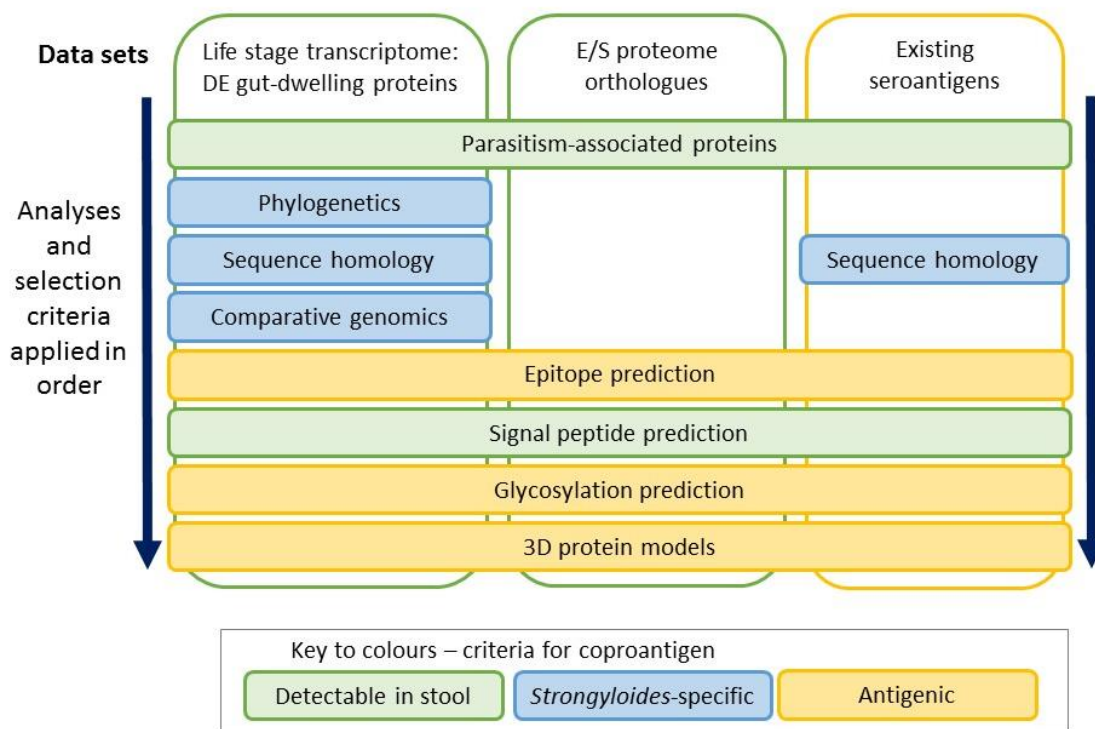 Data sets
Life stage transcriptome:
DE gut-dwelling proteins
E/S proteome
orthologues
Existing
seroantigens
Parasitism-associated proteins
Analyses
and
selection
criteria
applied in
order
Phylogenetics
Sequence homology
Sequence homology
Comparative genomics
Epitope prediction
Signal peptide prediction
Glycosylation prediction
3D protein models
Key to colours – criteria for coproantigen
Detectable in stool
Strongyloides-specific
Antigenic